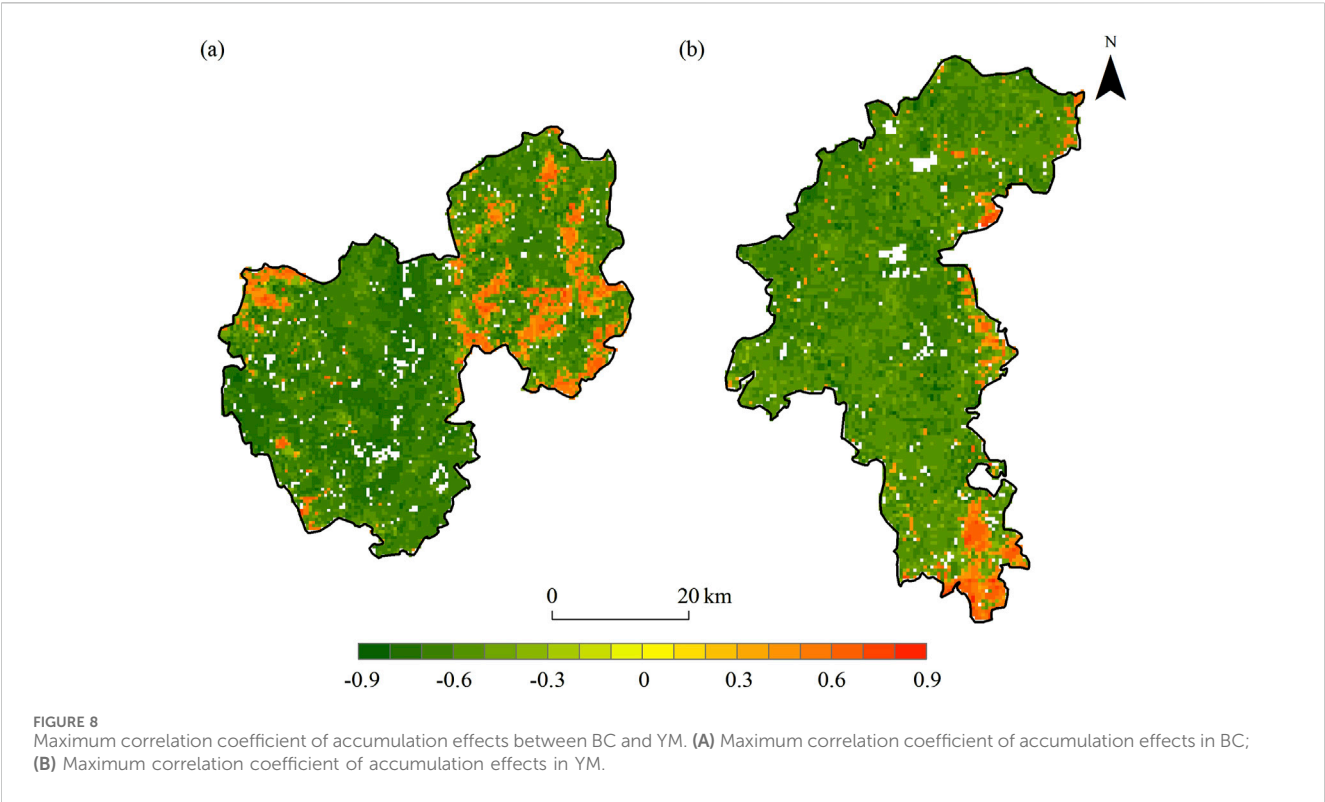 (a)
(b)
N
0 20 km
-0.9 -0.6 -0.3 0 0.3 0.6 0.9
FIGURE 8
Maximum correlation coefficient of accumulation effects between BC and YM. (A) Maximum correlation coefficient of accumulation effects in BC;
(B) Maximum correlation coefficient of accumulation effects in YM.